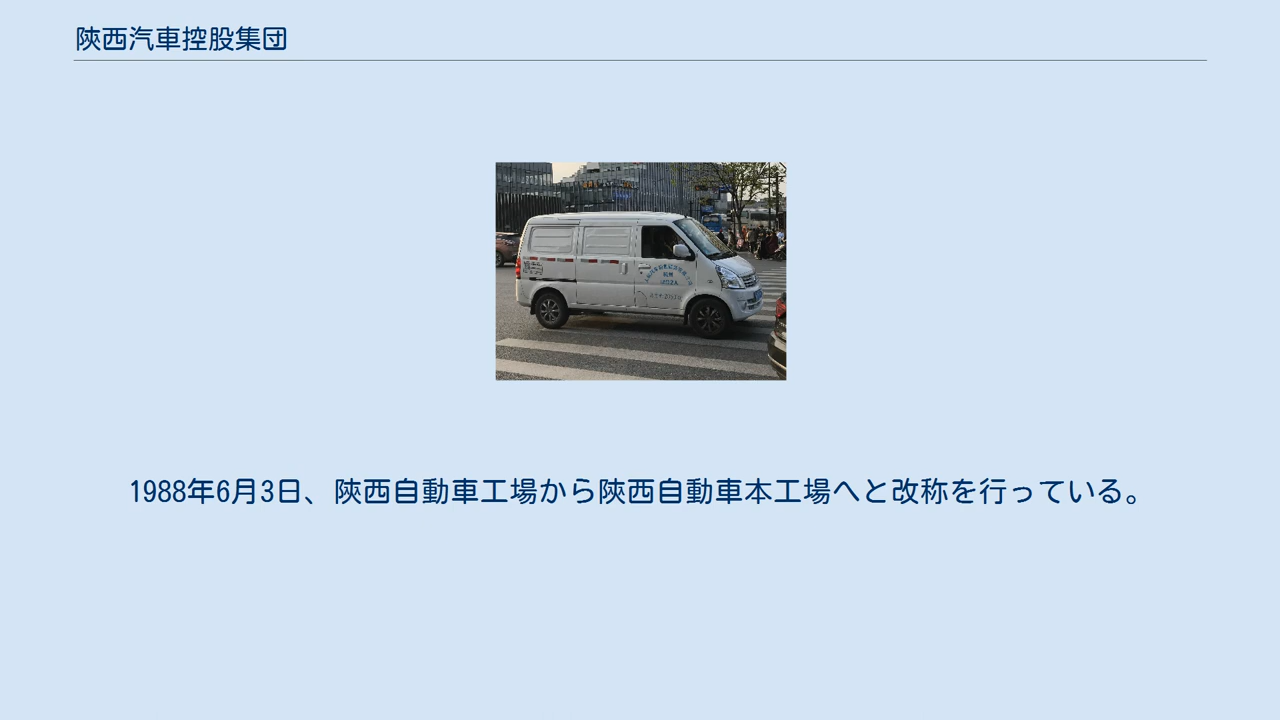 陝西汽車控股集団
1988年6月3日、陝西自動車工場から陝西自動車本工場へと改称を行っている。